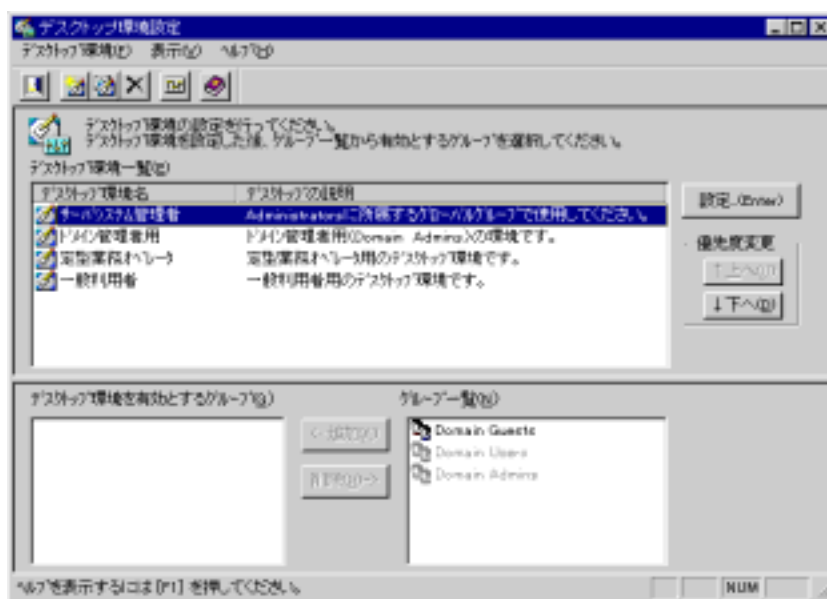 デスクトップ環境設定
デスクトップ環境(E) 表示(V) ヘルプ(H)
デスクトップ環境の設定を行ってください。
デスクトップ環境を設定した後、グループ一覧から有効とするグループを選択してください。
デスクトップ環境一覧(E)
デスクトップ環境名 デスクトップの説明
サーバシステム管理者 Administratorsに所属するグローバルグループで使用してください。
ドメイン管理者用 ドメイン管理者用(Domain Admins)の環境です。
定型業務オペレータ 定型業務オペレータ用のデスクトップ環境です。
一般利用者 一般利用者用のデスクトップ環境です。
設定..(Enter)
優先度変更
↑上へ(U)
↓下へ(D)
デスクトップ環境を有効とするグループ(G) グループ一覧(N)
<-追加(A)
削除(R)->
Domain Guests
Domain Users
Domain Admins
ヘルプを表示するには [F1] を押してください。 NUM